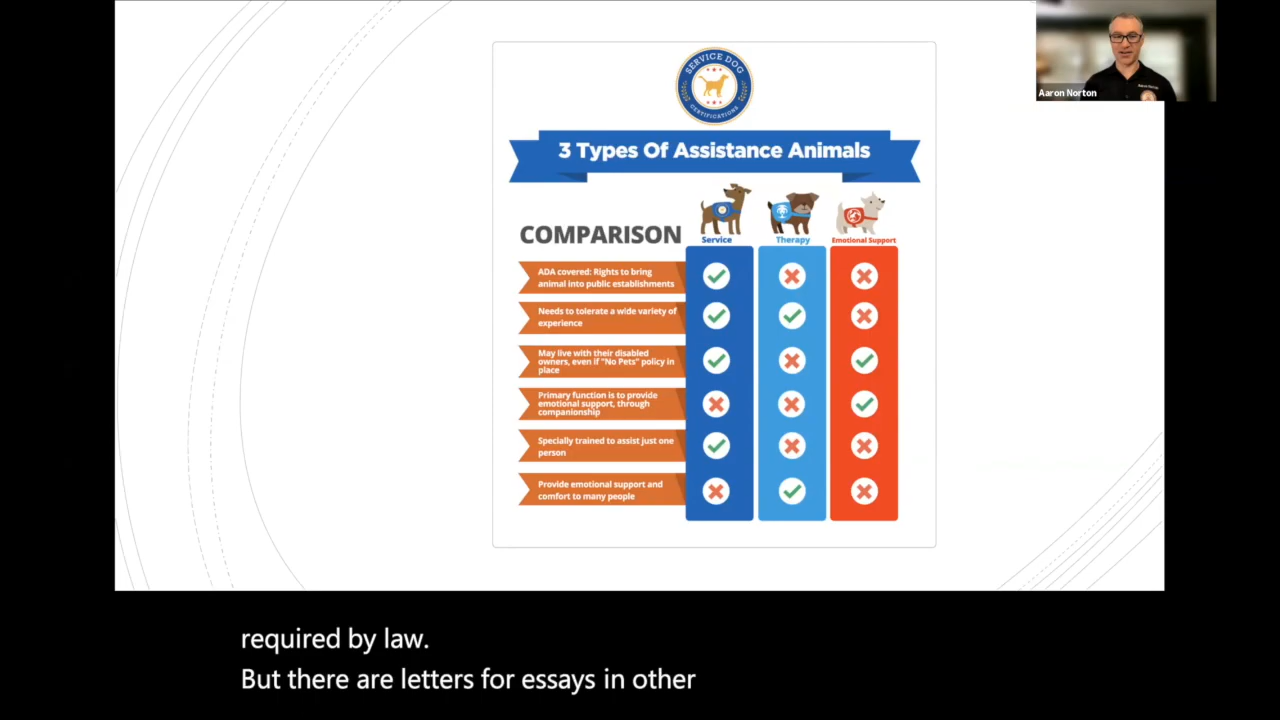 SERVICE DOG
CERTIFICATIONS
Aaron Norton
3 Types Of Assistance Animals
COMPARISON
Service
Therapy
Emotional Support
ADA covered: Rights to bring
animal into public establishments
Needs to tolerate a wide variety of
experience
May live with their disabled
owners, even if "No Pets" policy in
place
Primary function is to provide
emotional support, through
companionship
Specially trained to assist just one
person
Provide emotional support and
comfort to many people
required by law.
But there are letters for essays in other